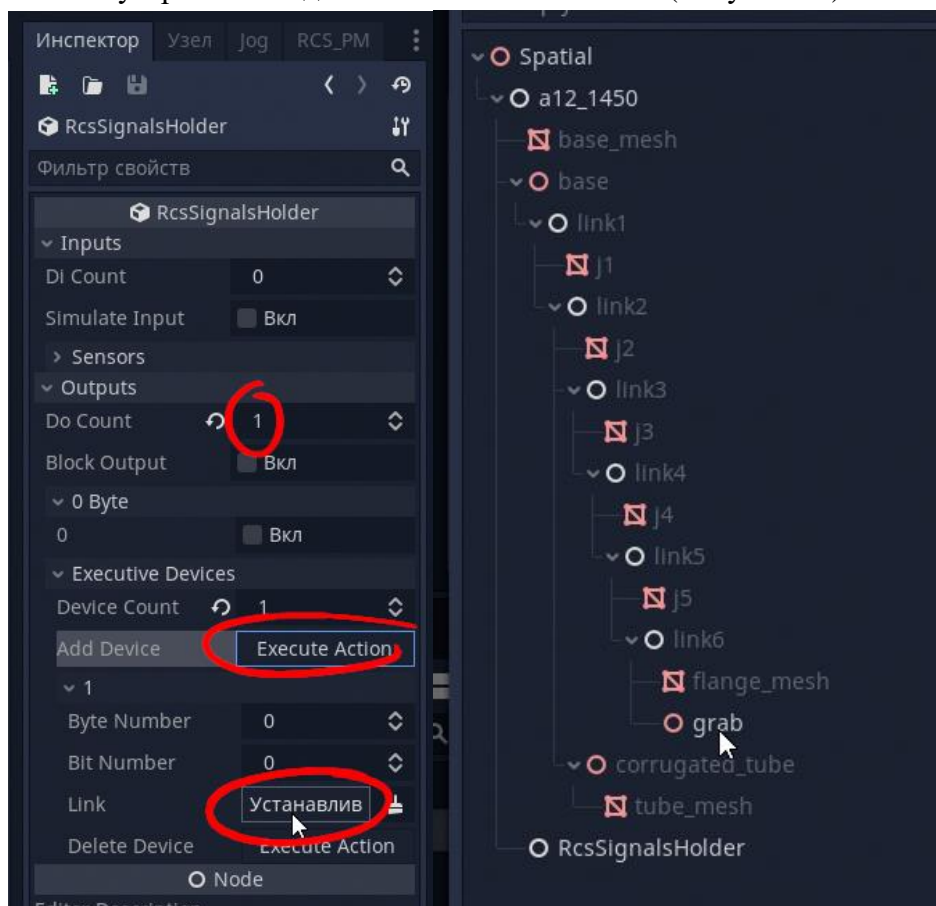 Инспектор Узел Jog RCS_PM
RcsSignalsHolder
Фильтр свойств
RcsSignalsHolder
Inputs
Di Count 0
Simulate Input Вкл
Sensors
Outputs
Do Count 1
Block Output Вкл
0 Byte
0 Вкл
Executive Devices
Device Count 1
Add Device Execute Action
1
Byte Number 0
Bit Number 0
Link Устанавлив
Delete Device Execute Action
Node
Spatial
a12_1450
base_mesh
base
link1
j1
link2
j2
link3
j3
link4
j4
link5
j5
link6
flange_mesh
grab
corrugated_tube
tube_mesh
RcsSignalsHolder